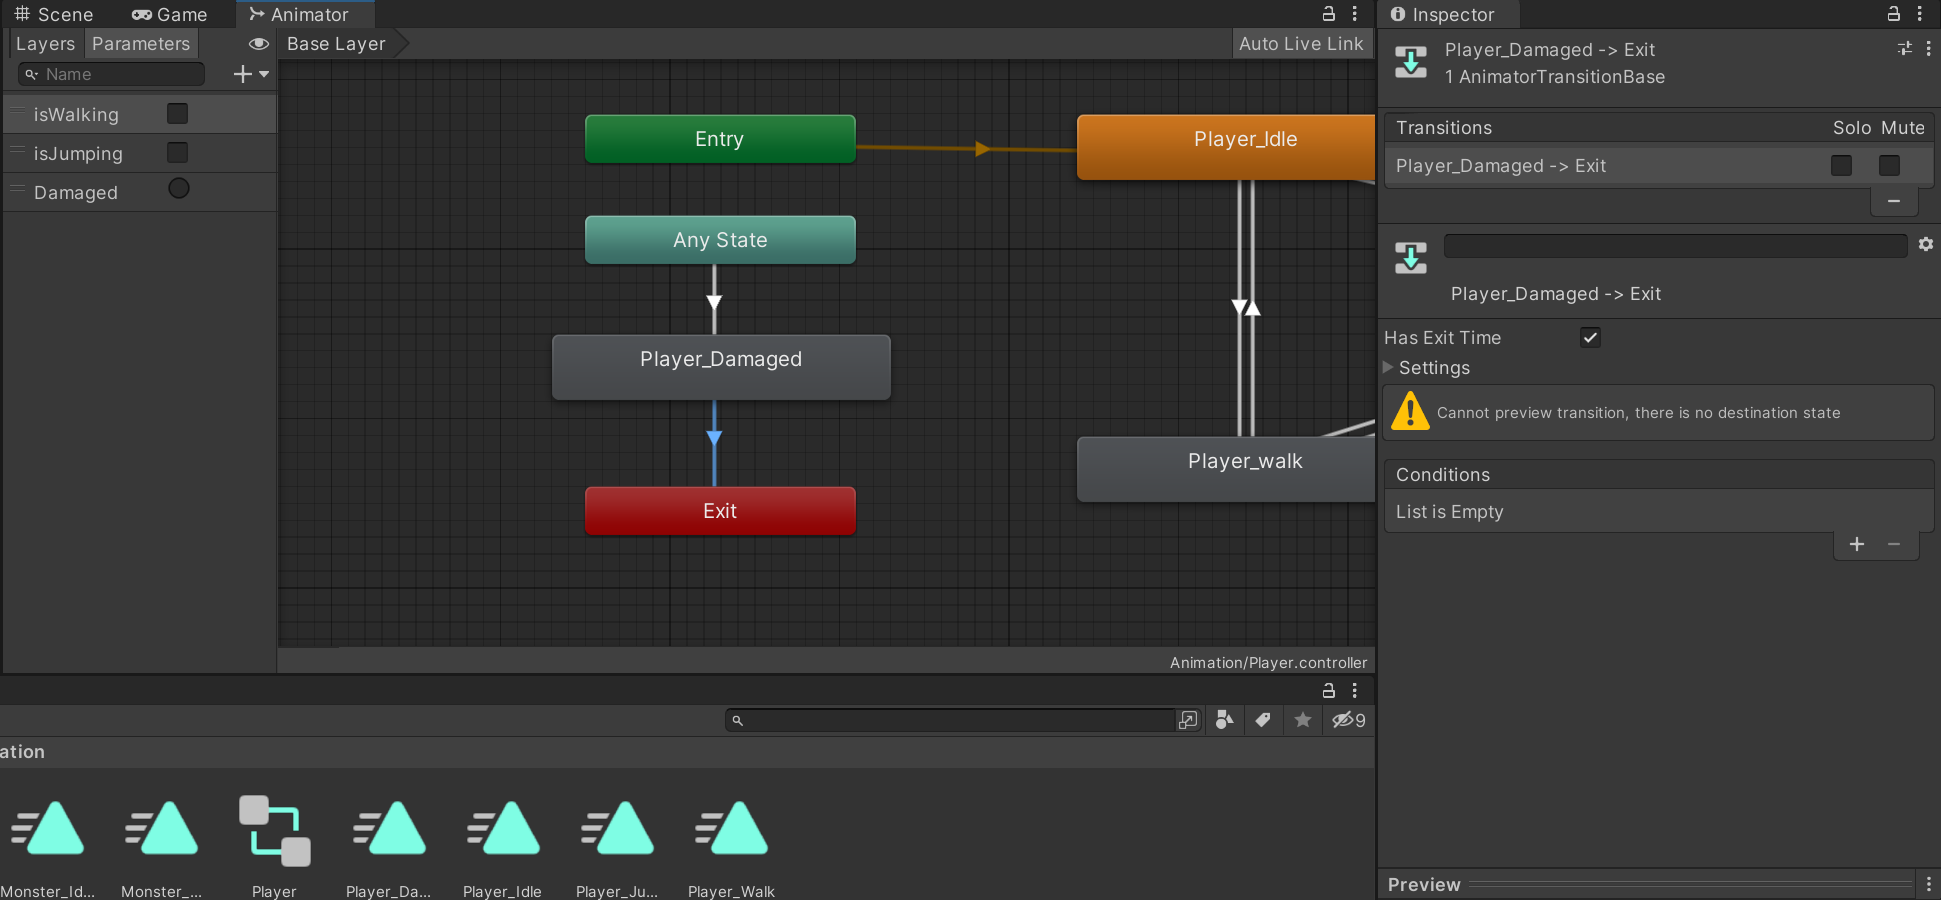 Scene
Game
Animator
Layers
Parameters
Base Layer
Auto Live Link
Name
isWalking
isJumping
Damaged
Entry
Player_Idle
Any State
Player_Damaged
Player_walk
Exit
Animation/Player.controller
9
ation
Monster_Id...
Monster_...
Player
Player_Da...
Player_Idle
Player_Ju...
Player_Walk
Inspector
Player_Damaged -> Exit
1 AnimatorTransitionBase
Transitions
Solo
Mute
Player_Damaged -> Exit
Player_Damaged -> Exit
Has Exit Time
Settings
Cannot preview transition, there is no destination state
Conditions
List is Empty
Preview